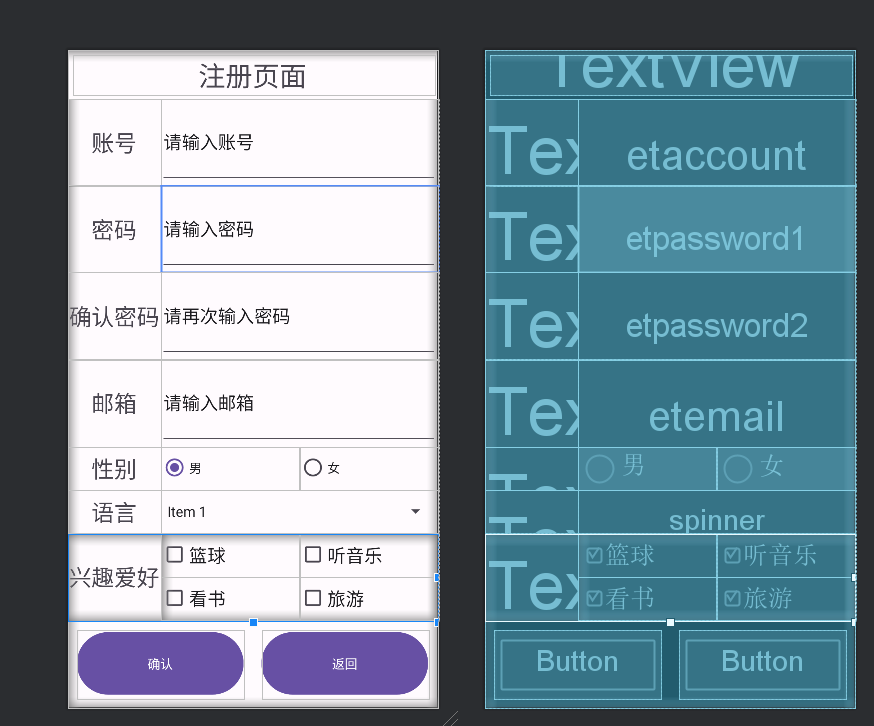 注册页面
账号 请输入账号
密码 请输入密码
确认密码 请再次输入密码
邮箱 请输入邮箱
性别 男 女
语言 Item 1
兴趣爱好
篮球 听音乐
看书 旅游
确认 返回
TextView
Tex etaccount
Tex etpassword1
Tex etpassword2
Tex etemail
男 女
spinner
Tex
篮球 听音乐
看书 旅游
Button Button